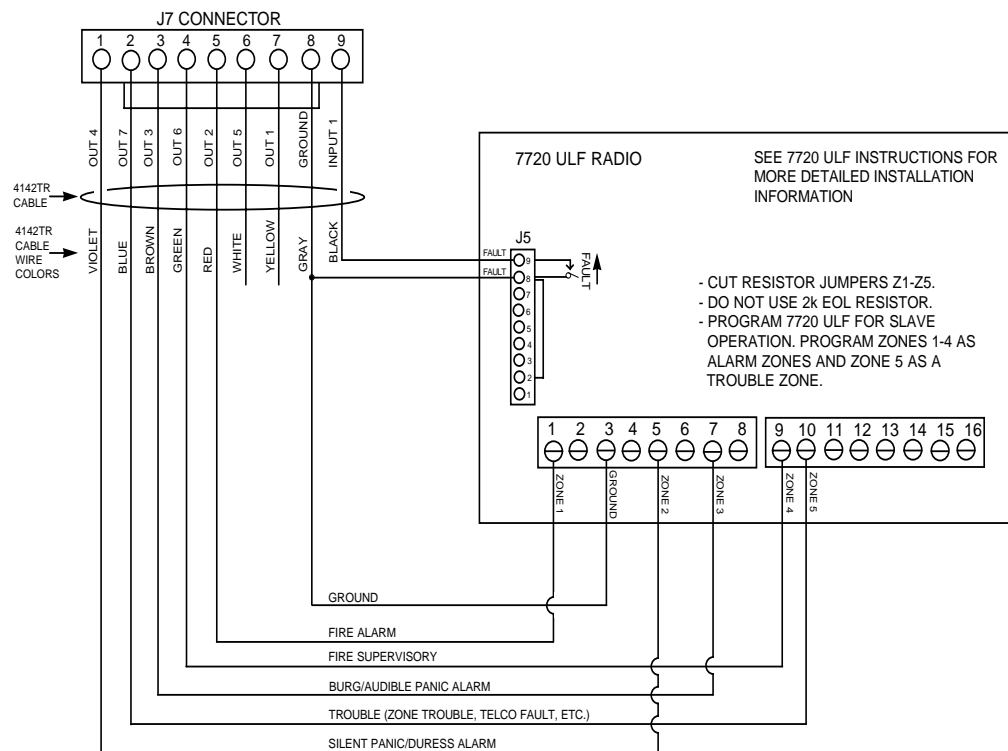 J7 CONNECTOR
1 2 3 4 5 6 7 8 9
OUT 4
OUT 7
OUT 3
OUT 6
OUT 2
OUT 5
OUT 1
GROUND
INPUT 1
4142TR
CABLE
4142TR
CABLE
WIRE
COLORS
VIOLET
BLUE
BROWN
GREEN
RED
WHITE
YELLOW
GRAY
BLACK
7720 ULF RADIO
SEE 7720 ULF INSTRUCTIONS FOR
MORE DETAILED INSTALLATION
INFORMATION
J5
FAULT
FAULT
9
8
7
6
5
4
3
2
1
FAULT
- CUT RESISTOR JUMPERS Z1-Z5.
- DO NOT USE 2k EOL RESISTOR.
- PROGRAM 7720 ULF FOR SLAVE
OPERATION. PROGRAM ZONES 1-4 AS
ALARM ZONES AND ZONE 5 AS A
TROUBLE ZONE.
1 2 3 4 5 6 7 8
9 10 11 12 13 14 15 16
ZONE 1
GROUND
ZONE 2
ZONE 3
ZONE 4
ZONE 5
GROUND
FIRE ALARM
FIRE SUPERVISORY
BURG/AUDIBLE PANIC ALARM
TROUBLE (ZONE TROUBLE, TELCO FAULT, ETC.)
SILENT PANIC/DURESS ALARM